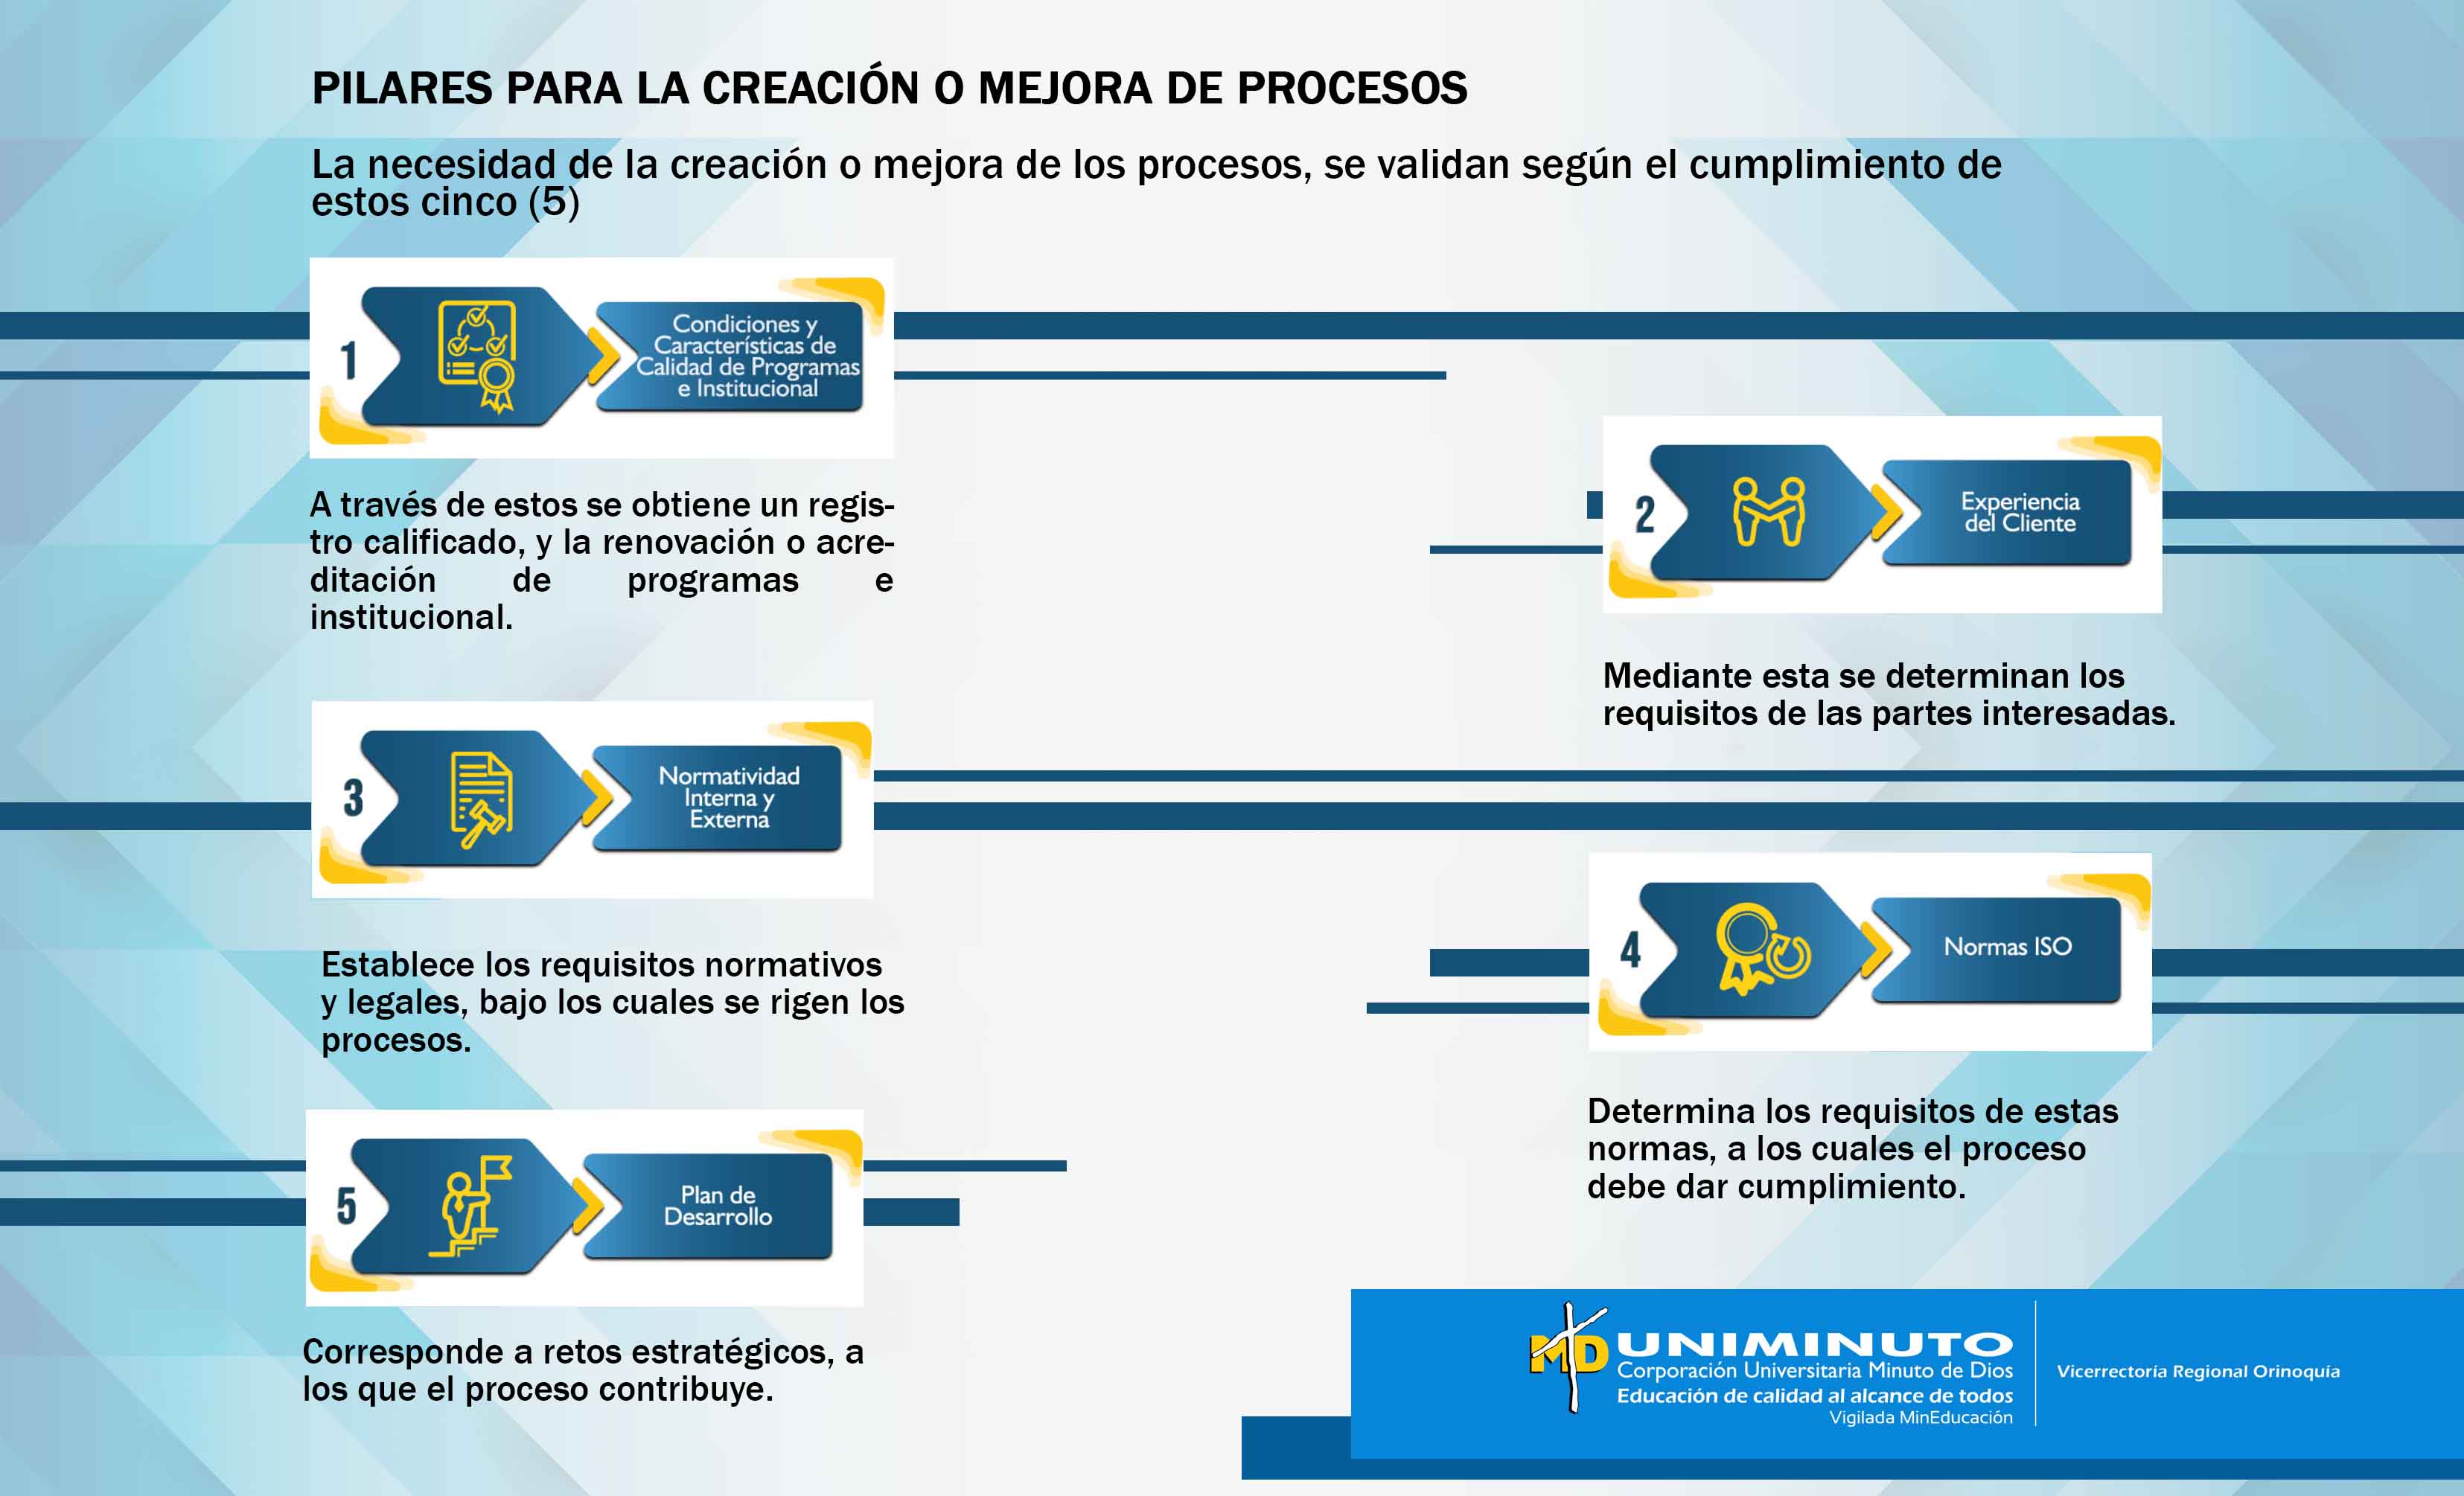 PILARES PARA LA CREACIÓN O MEJORA DE PROCESOS
La necesidad de la creación o mejora de los procesos, se validan según el cumplimiento de
estos cinco (5)
1
Condiciones y
Características de
Calidad de Programas
e Institucional
A través de estos se obtiene un regis-
tro calificado, y la renovación o acre-
ditación de programas e
institucional.
2
Experiencia
del Cliente
Mediante esta se determinan los
requisitos de las partes interesadas.
3
Normatividad
Interna y
Externa
Establece los requisitos normativos
y legales, bajo los cuales se rigen los
procesos.
4
Normas ISO
Determina los requisitos de estas
normas, a los cuales el proceso
debe dar cumplimiento.
5
Plan de
Desarrollo
Corresponde a retos estratégicos, a
los que el proceso contribuye.
MD UNIMINUTO
Corporación Universitaria Minuto de Dios
Educación de calidad al alcance de todos
Vigilada MinEducación
Vicerrectoría Regional Orinoquía